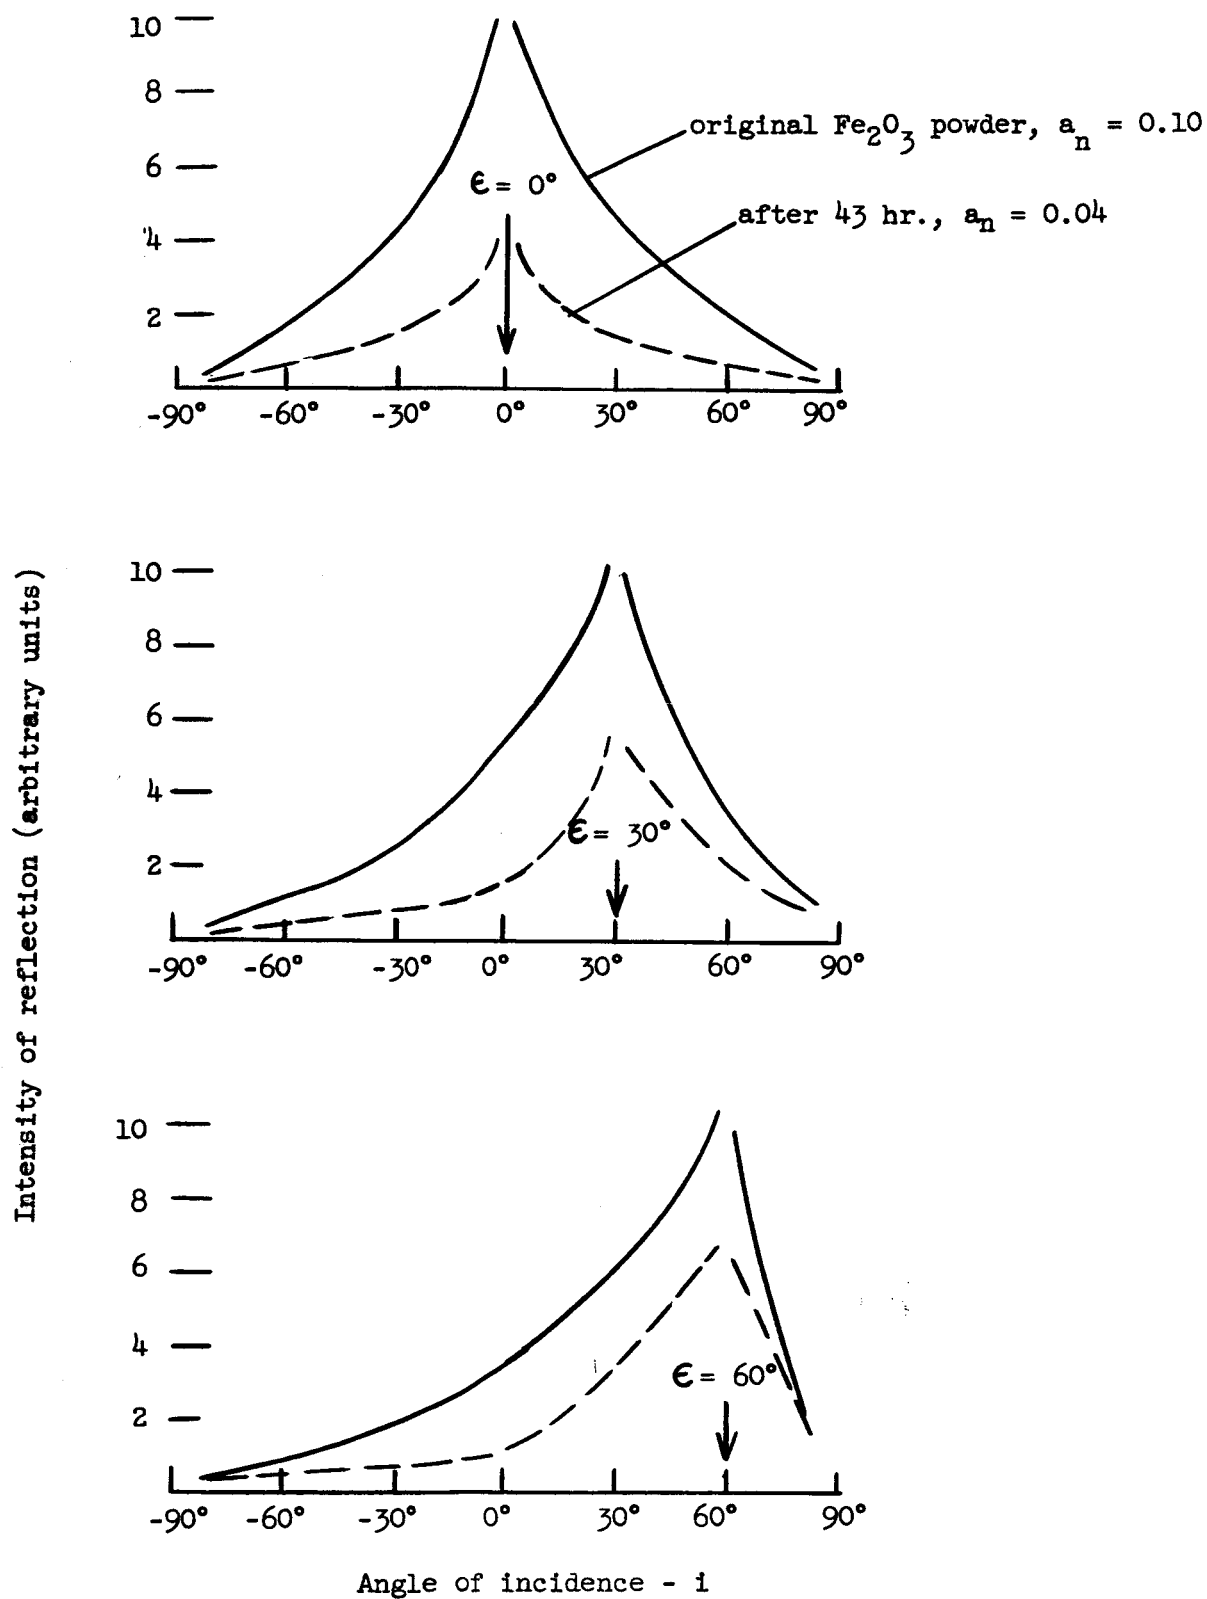 10
8
original Fe₂O₃ powder, aₙ = 0.10
6
ϵ = 0°
after 43 hr., aₙ = 0.04
4
2
-90° -60° -30° 0° 30° 60° 90°
Intensity of reflection (arbitrary units)
10
8
6
4
ϵ = 30°
2
-90° -60° -30° 0° 30° 60° 90°
10
8
6
4
ϵ = 60°
2
-90° -60° -30° 0° 30° 60° 90°
Angle of incidence - i